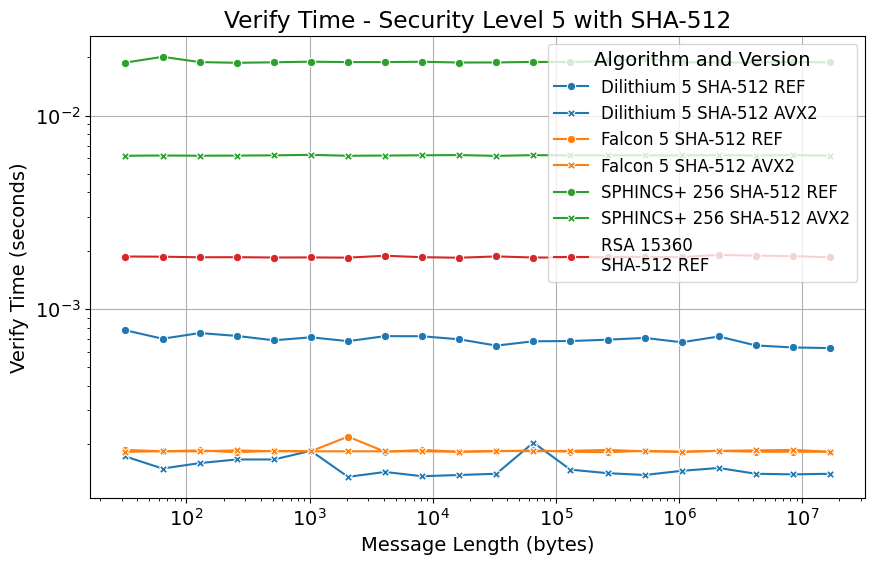 Verify Time - Security Level 5 with SHA-512
Algorithm and Version
Dilithium 5 SHA-512 REF
Dilithium 5 SHA-512 AVX2
Falcon 5 SHA-512 REF
Falcon 5 SHA-512 AVX2
SPHINCS+ 256 SHA-512 REF
SPHINCS+ 256 SHA-512 AVX2
RSA 15360
SHA-512 REF
Verify Time (seconds)
10⁻²
10⁻³
10²
10³
10⁴
10⁵
10⁶
10⁷
Message Length (bytes)